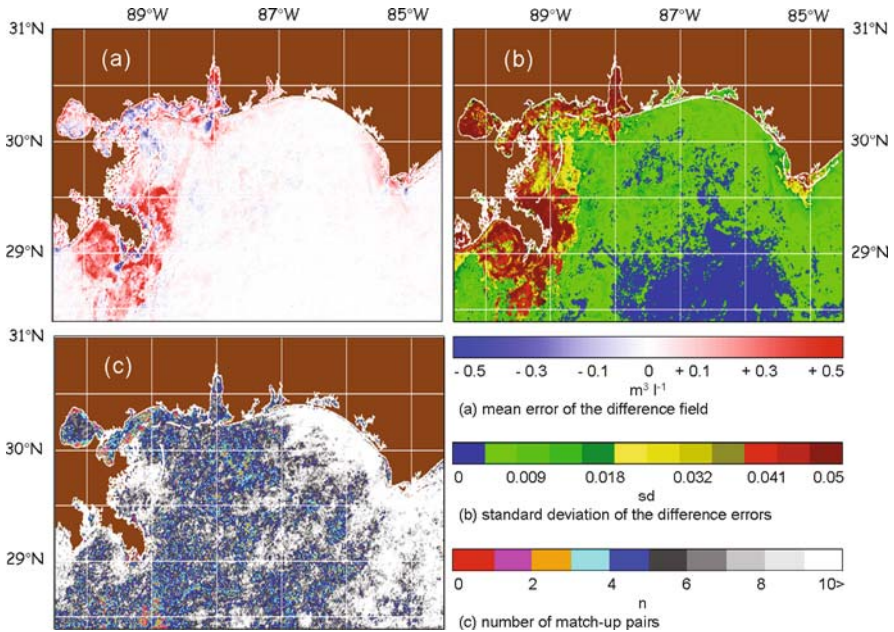 89°W 87°W 85°W 89°W 87°W 85°W
31°N (a) (b)
30°N
29°N
31°N (c)
30°N
29°N
31°N
30°N
29°N
- 0.5 - 0.3 - 0.1 0 + 0.1 + 0.3 + 0.5
m³ l⁻¹
(a) mean error of the difference field
0 0.009 0.018 0.032 0.041 0.05
sd
(b) standard deviation of the difference errors
0 2 4 6 8 10>
n
(c) number of match-up pairs